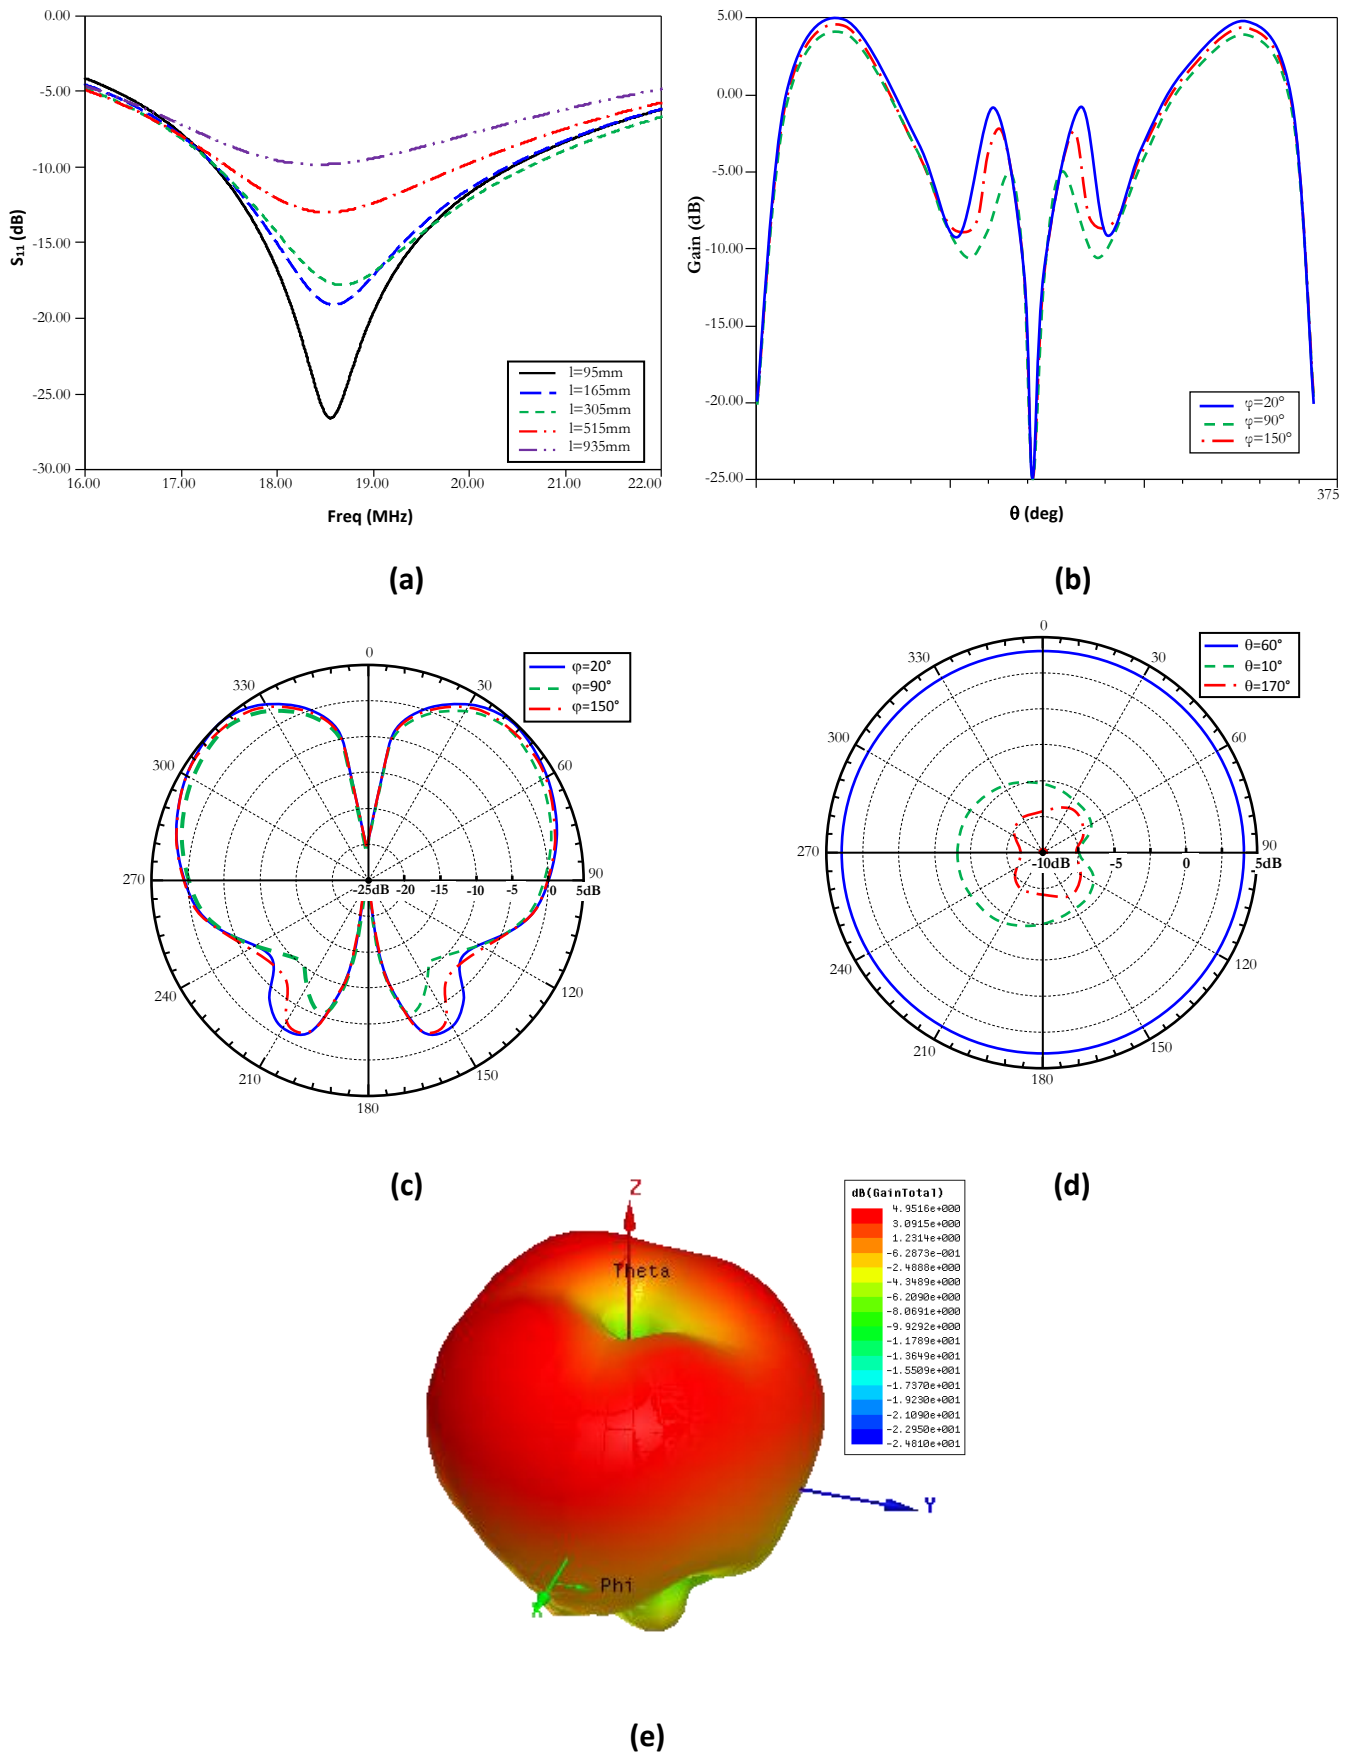 0.00
-5.00
-10.00
-15.00
-20.00
-25.00
-30.00
S11 (dB)
16.00 17.00 18.00 19.00 20.00 21.00 22.00
Freq (MHz)
l=95mm
l=165mm
l=305mm
l=515mm
l=935mm
(a)
5.00
0.00
-5.00
-10.00
-15.00
-20.00
-25.00
Gain (dB)
375
θ (deg)
φ=20°
φ=90°
φ=150°
(b)
0
30
60
90
120
150
180
210
240
270
300
330
-25dB -20 -15 -10 -5 0 5dB
φ=20°
φ=90°
φ=150°
(c)
0
30
60
90
120
150
180
210
240
270
300
330
-10dB -5 0 5dB
θ=60°
θ=10°
θ=170°
(d)
Z
Theta
Y
Phi
X
dB(GainTotal)
4.9516e+000
3.0915e+000
1.2314e+000
-6.2873e-001
-2.4888e+000
-4.3489e+000
-6.2090e+000
-8.0691e+000
-9.9292e+000
-1.1789e+001
-1.3649e+001
-1.5509e+001
-1.7370e+001
-1.9230e+001
-2.1090e+001
-2.2950e+001
-2.4810e+001
(e)